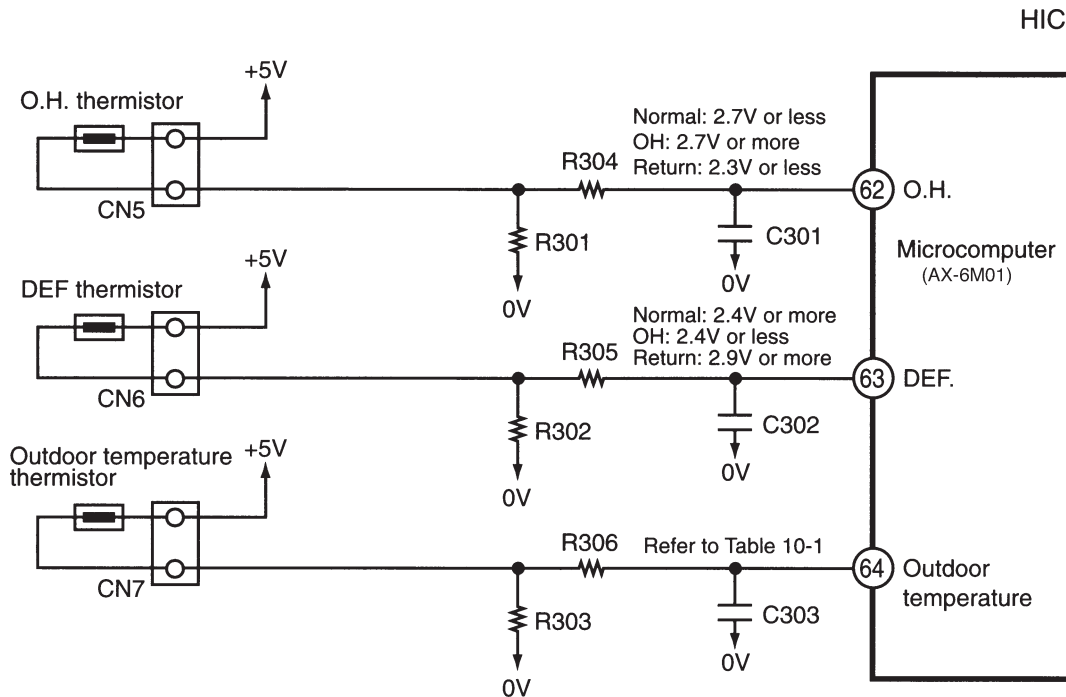 HIC
+5V
O.H. thermistor
CN5
R304
Normal: 2.7V or less
OH: 2.7V or more
Return: 2.3V or less
62
O.H.
R301
0V
C301
0V
Microcomputer
(AX-6M01)
+5V
DEF thermistor
CN6
R305
Normal: 2.4V or more
OH: 2.4V or less
Return: 2.9V or more
63
DEF.
R302
0V
C302
0V
+5V
Outdoor temperature
thermistor
CN7
R306
Refer to Table 10-1
64
Outdoor
temperature
R303
0V
C303
0V